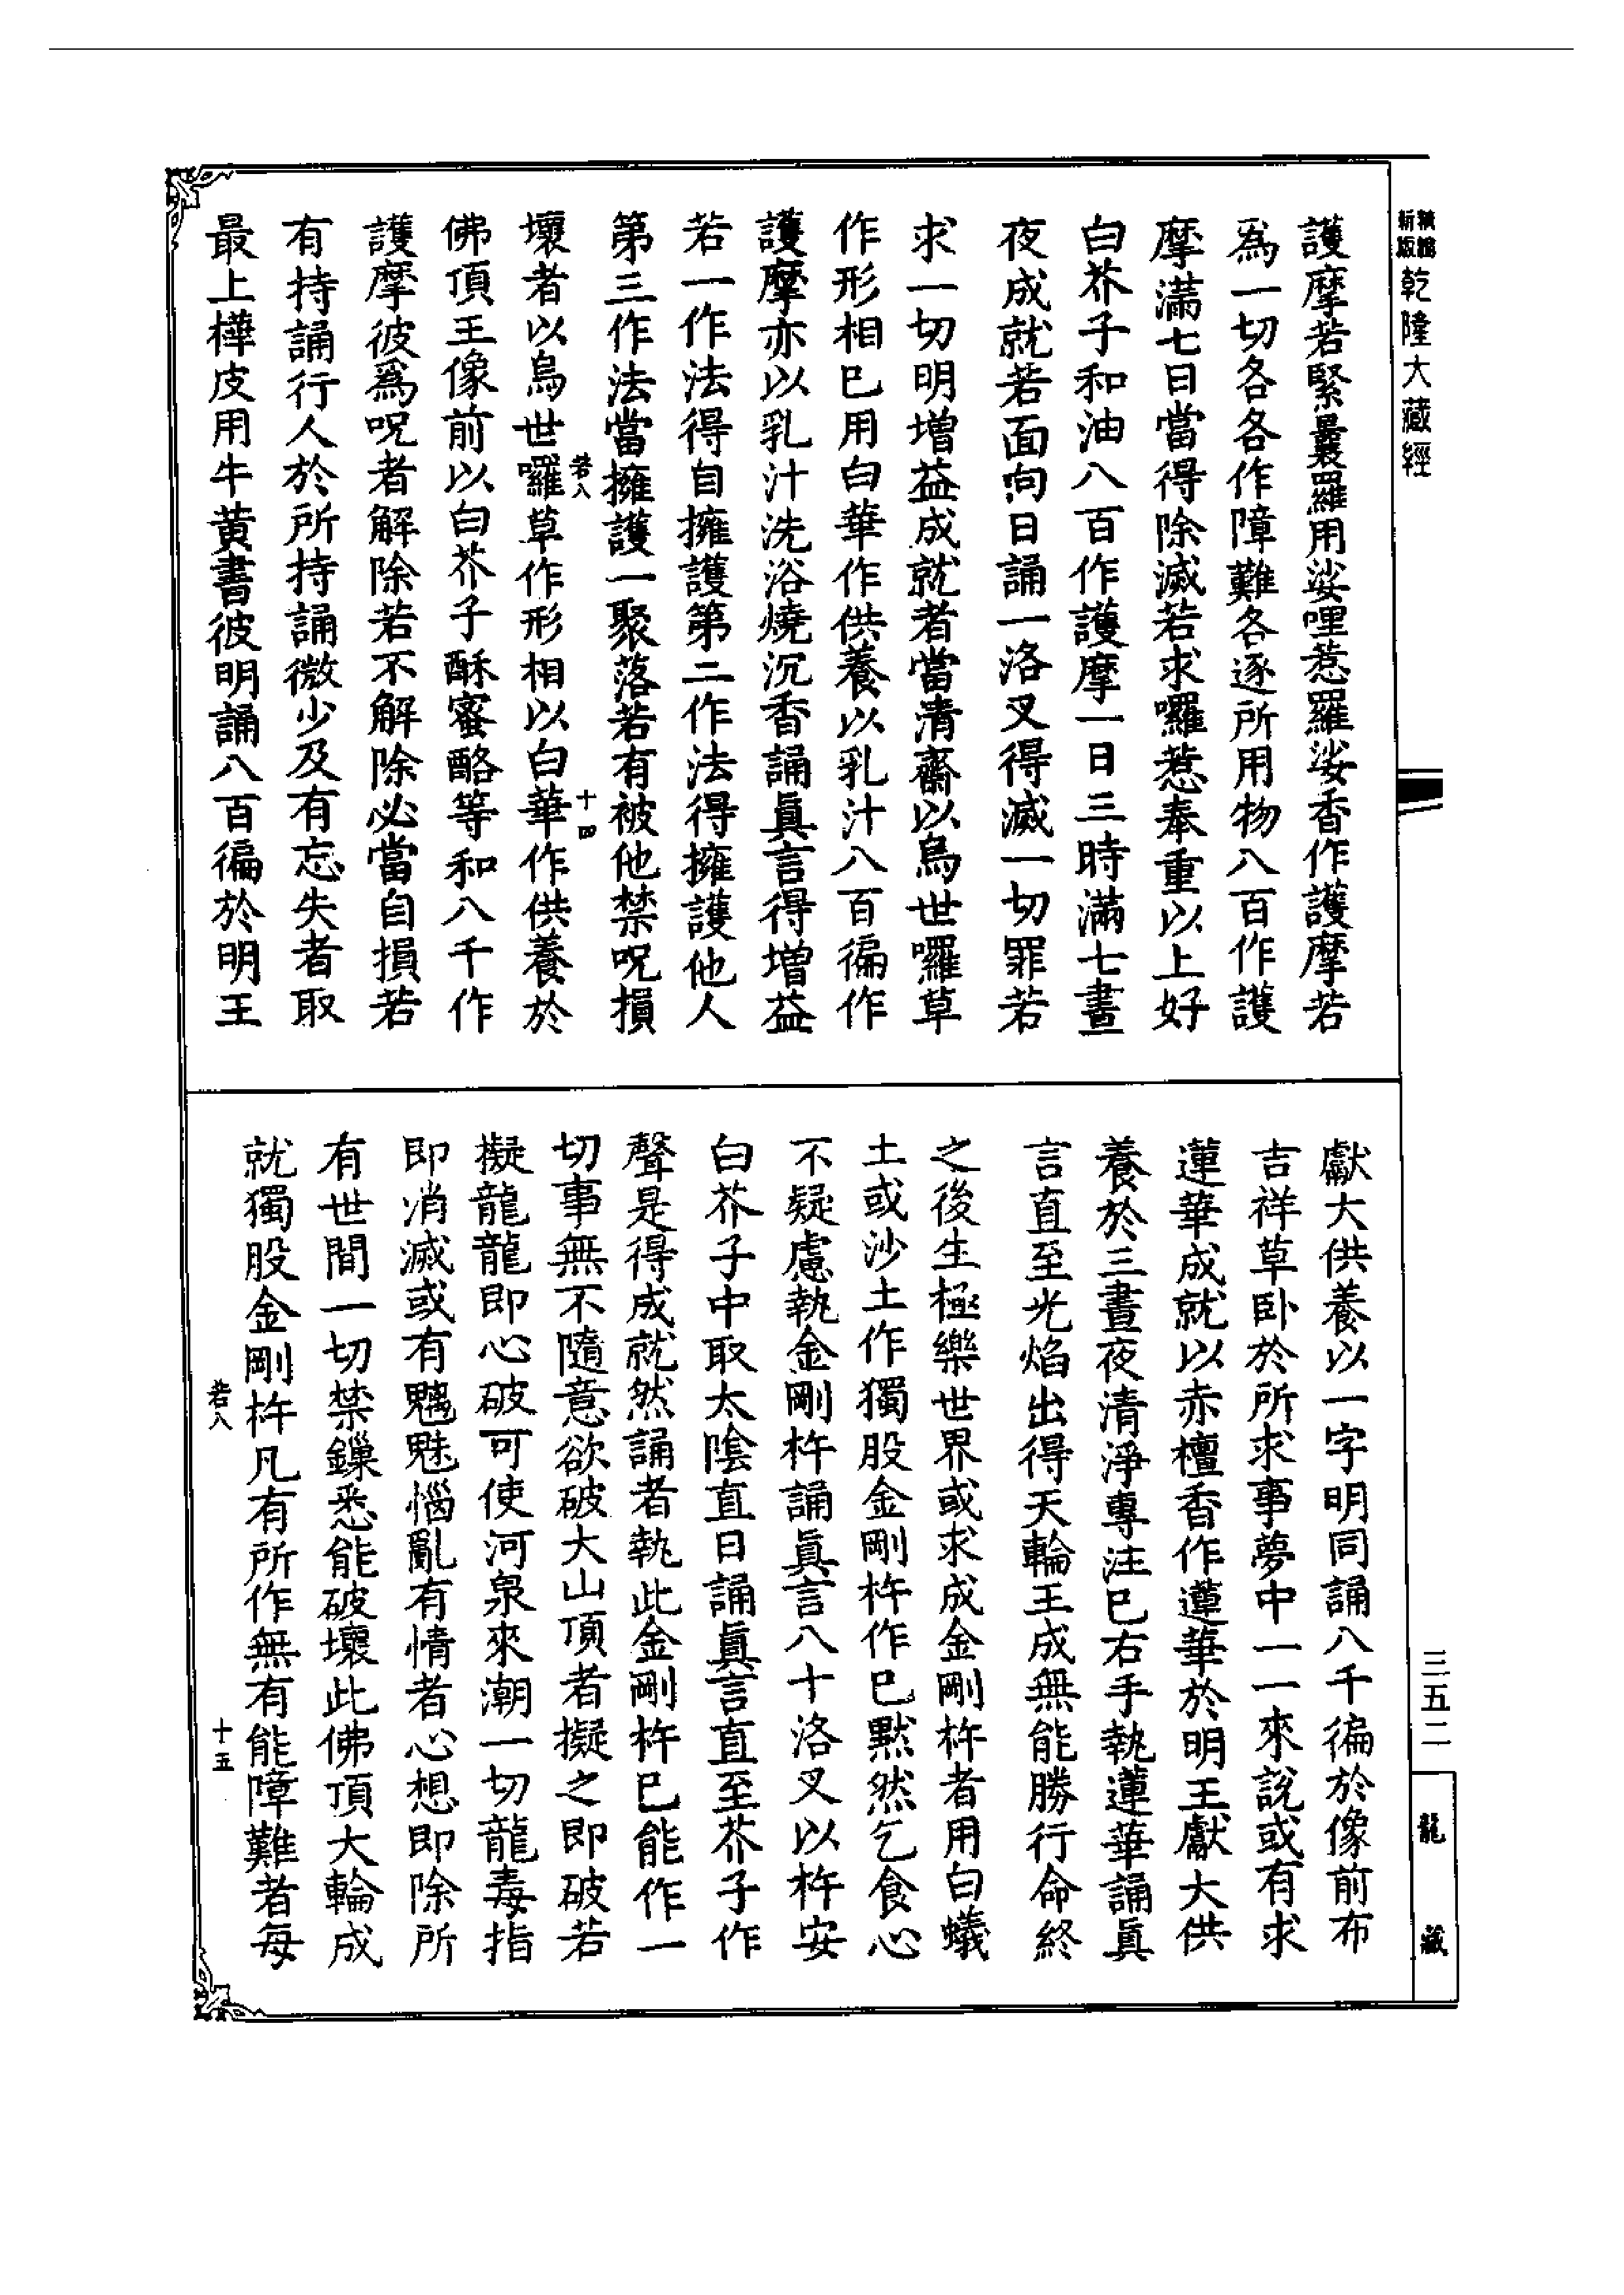 精縮
新版
乾隆大藏經
護摩若緊曩羅用娑哩惹羅娑香作護摩若
為一切各各作障難各逐所用物八百作護
摩滿七日當得除滅若求囉惹奉重以上好
白芥子和油八百作護摩一日三時滿七晝
夜成就若面向日誦一洛叉得滅一切罪若
求一切明增益成就者當清齋以烏世囉草
作形相巳用白華作供養以乳汁八百徧作
護摩亦以乳汁洗浴燒沉香誦眞言得增益
若一作法得自擁護第二作法得擁護他人
第三作法當擁護一聚落若有被他禁呪損
若八 十四
壞者以烏世囉草作形相以白華作供養於
佛頂王像前以白芥子酥蜜酪等和八千作
護摩彼爲呪者解除若不解除必當自損若
有持誦行人於所持誦微少及有忘失者取
最上樺皮用牛黃書彼明誦八百徧於明王
獻大供養以一字明同誦八千徧於像前布
吉祥草臥於所求事夢中一一來說或有求
蓮華成就以赤檀香作蓮華於明王獻大供
養於三晝夜清淨專注巳右手執蓮華誦眞
言直至光焰出得天輪王成無能勝行命終
之後生極樂世界或求成金剛杵者用白蟻
土或沙土作獨股金剛杵作巳黙然乞食心
不疑慮執金剛杵誦眞言八十洛叉以杵安
白芥子中取太陰直日誦眞言直至芥子作
聲是得成就然誦者執此金剛杵巳能作一
切事無不隨意欲破大山頂者擬之即破若
擬龍龍即心破可使河泉來潮一切龍毒指
即消滅或有魑魅惱亂有情者心想即除所
有世間一切禁鏁悉能破壞此佛頂大輪成
就獨股金剛杵凡有所作無有能障難者每
若八 十五
三五二
龍藏